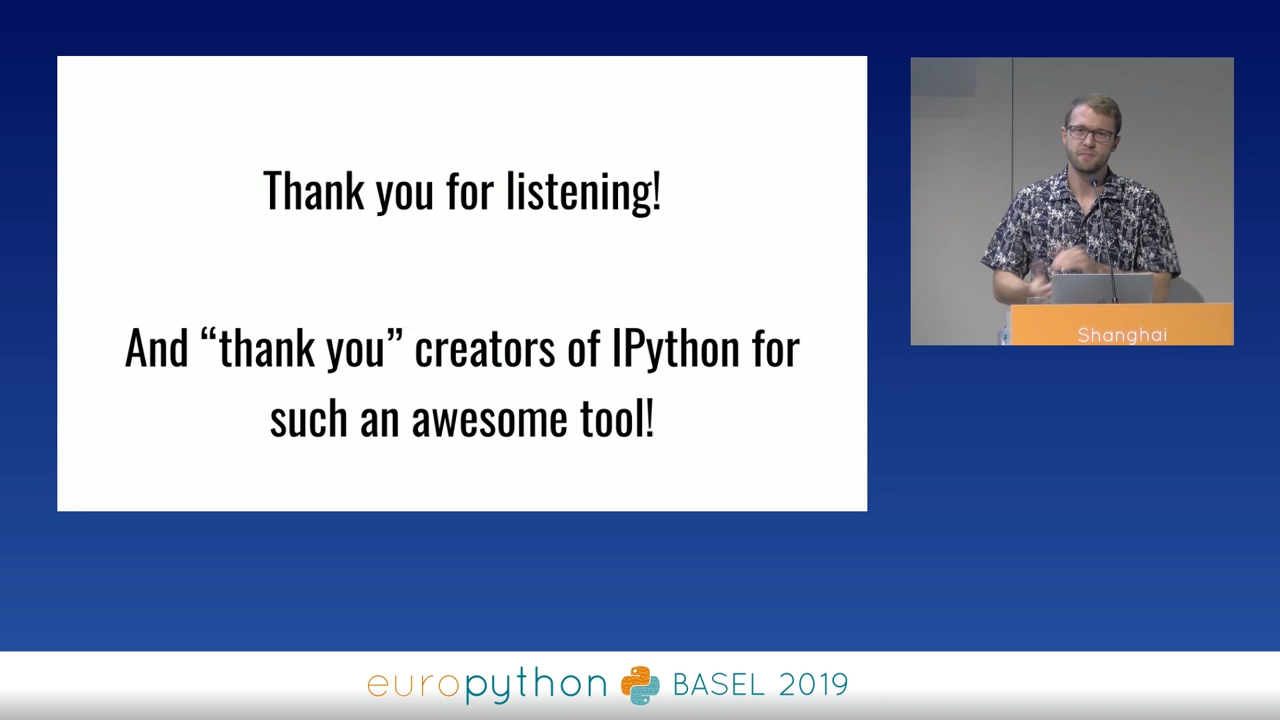 Thank you for listening!
And “thank you” creators of IPython for
such an awesome tool!
Shanghai
europython BASEL 2019